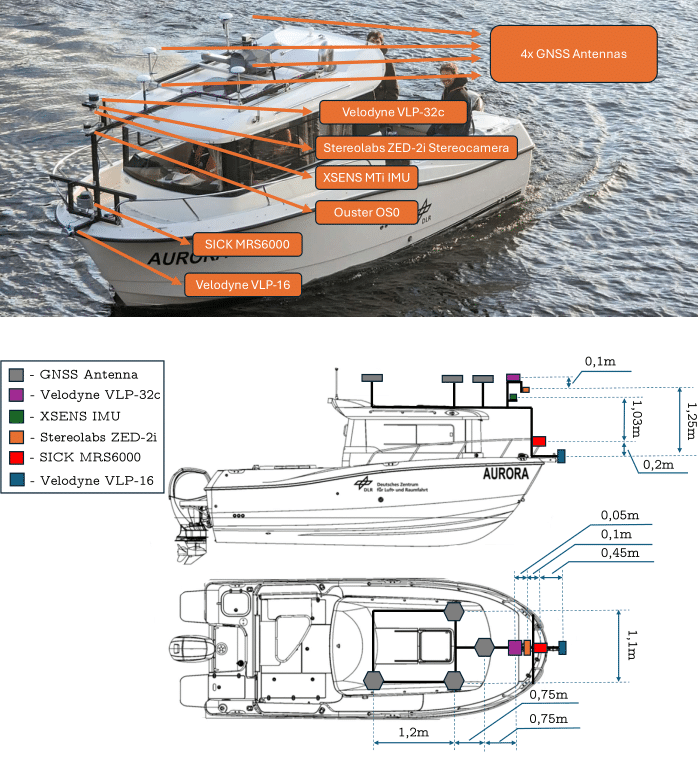 4x GNSS Antennas
Velodyne VLP-32c
Stereolabs ZED-2i Stereocamera
XSENS MTi IMU
Ouster OS0
DLR
SICK MRS6000
AURORA
Velodyne VLP-16
- GNSS Antenna
- Velodyne VLP-32c
- XSENS IMU
- Stereolabs ZED-2i
- SICK MRS6000
- Velodyne VLP-16
0,1m
1,03m
1,25m
0,2m
AURORA
Deutsches Zentrum
DLR für Luft- und Raumfahrt
0,05m
0,1m
0,45m
1,1m
0,75m
0,75m
1,2m